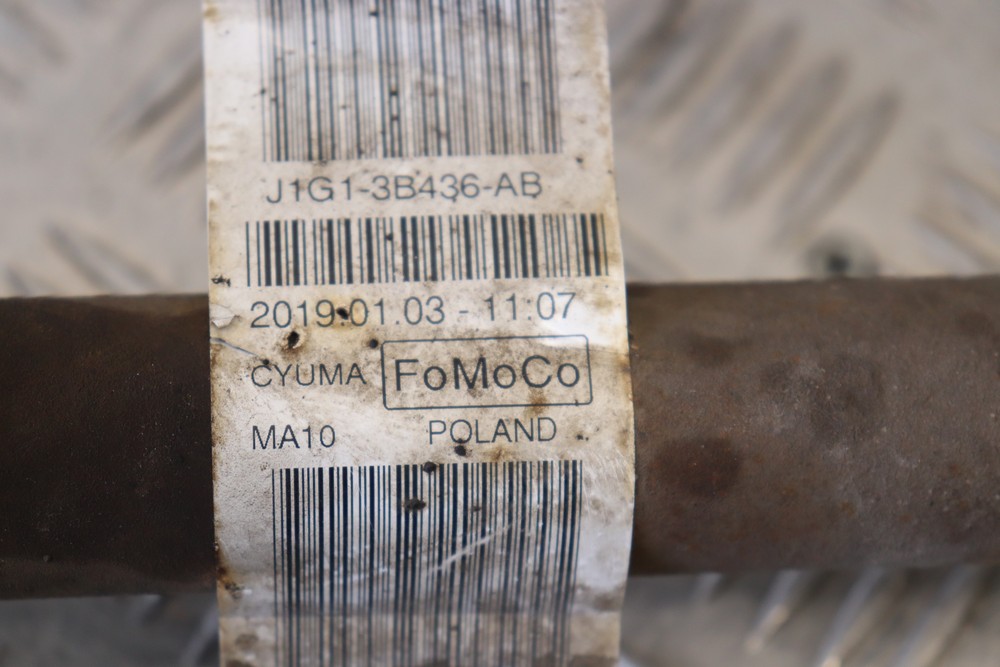 J1G1-3B436-AB
2019.01.03 - 11:07
CYUMA FoMoCo
MA10 POLAND